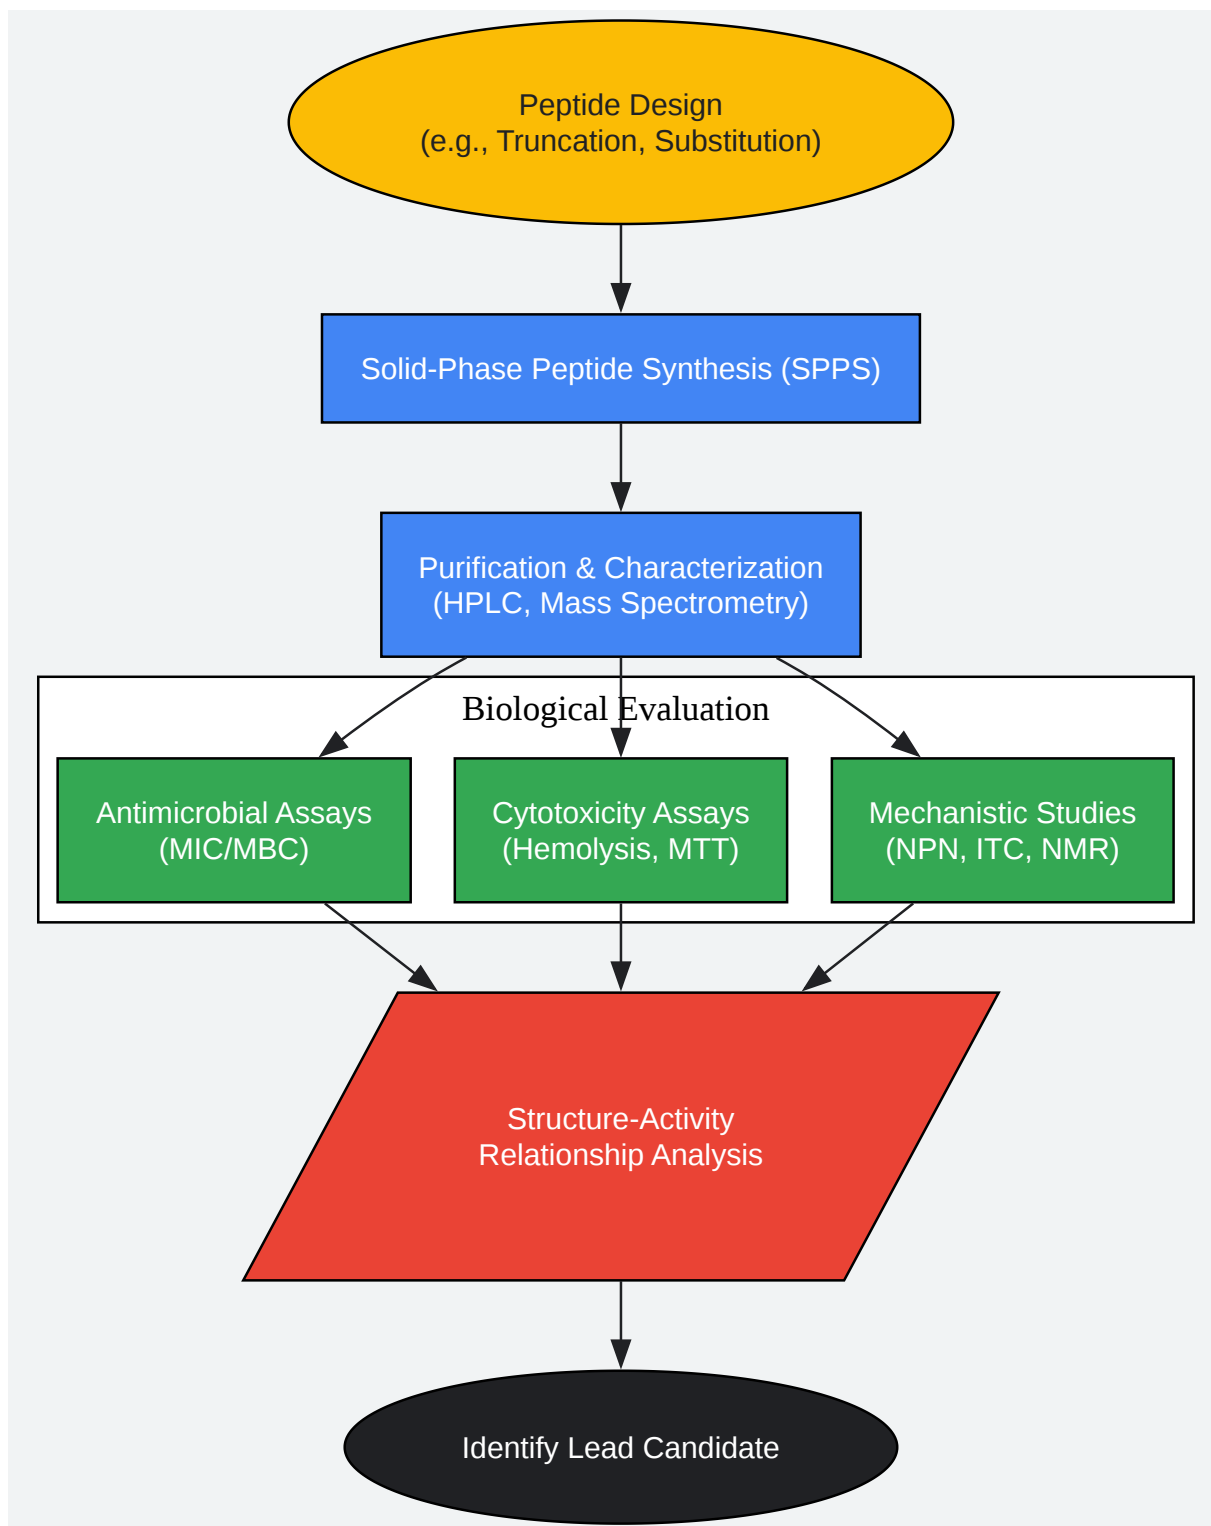 Peptide Design
(e.g., Truncation, Substitution)
Solid-Phase Peptide Synthesis (SPPS)
Purification & Characterization
(HPLC, Mass Spectrometry)
Biological Evaluation
Antimicrobial Assays
(MIC/MBC)
Cytotoxicity Assays
(Hemolysis, MTT)
Mechanistic Studies
(NPN, ITC, NMR)
Structure-Activity
Relationship Analysis
Identify Lead Candidate